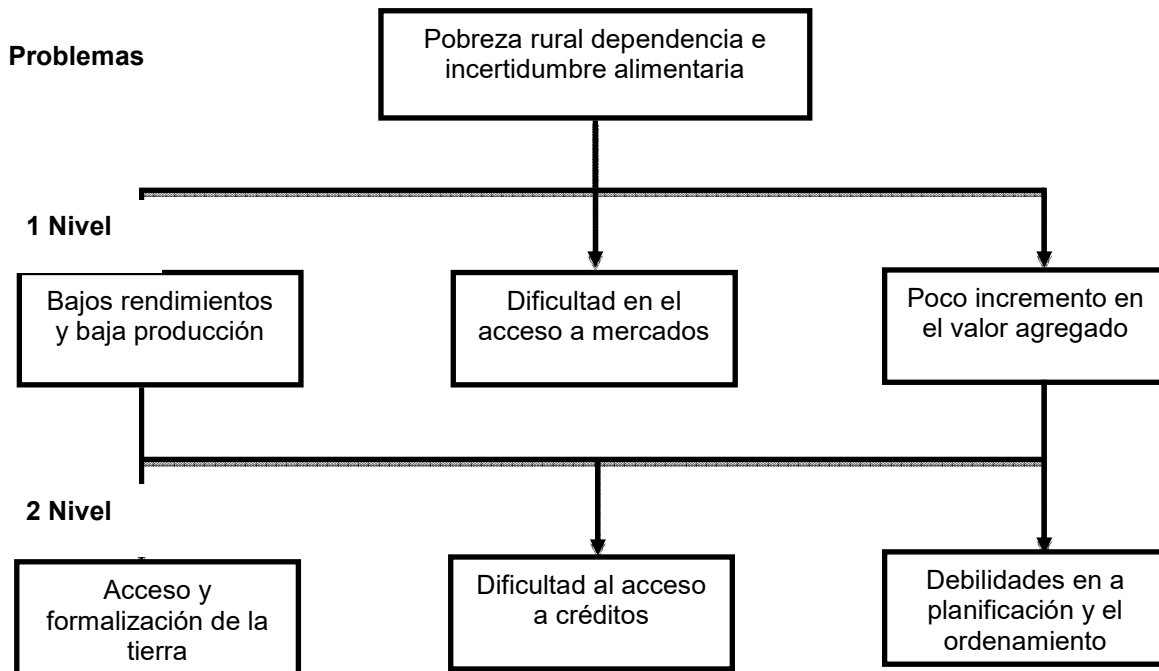 Problemas
Pobreza rural dependencia e
incertidumbre alimentaria
1 Nivel
Bajos rendimientos
y baja producción
Dificultad en el
acceso a mercados
Poco incremento en
el valor agregado
2 Nivel
Acceso y
formalización de la
tierra
Dificultad al acceso
a créditos
Debilidades en a
planificación y el
ordenamiento